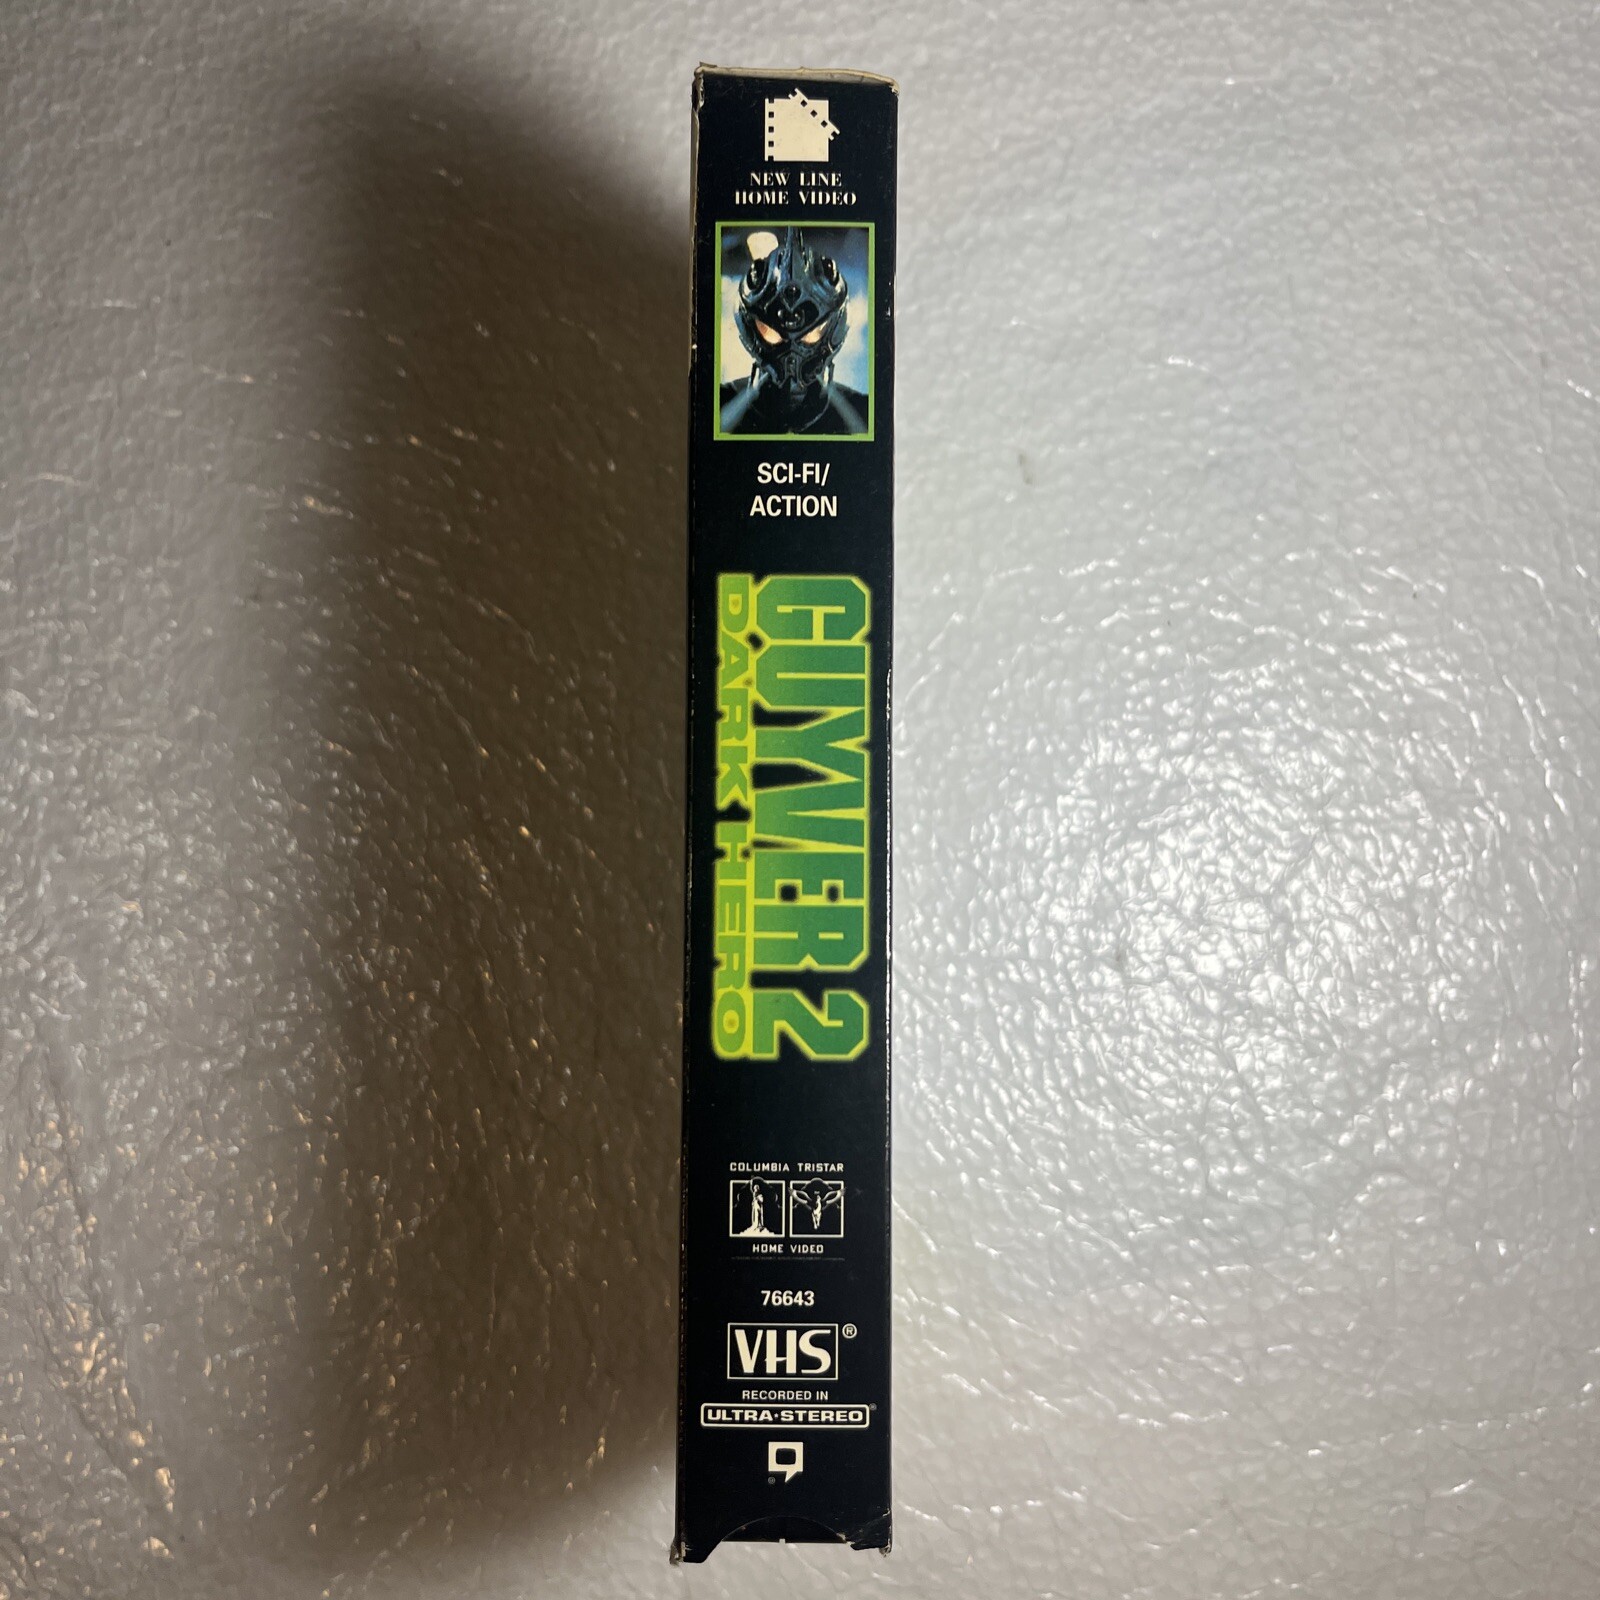 NEW LINE
HOME VIDEO
SCI-FI/
ACTION
GUYVER 2
DARK HERO
COLUMBIA TRISTAR
HOME VIDEO
76643
VHS®
RECORDED IN
ULTRA•STEREO®